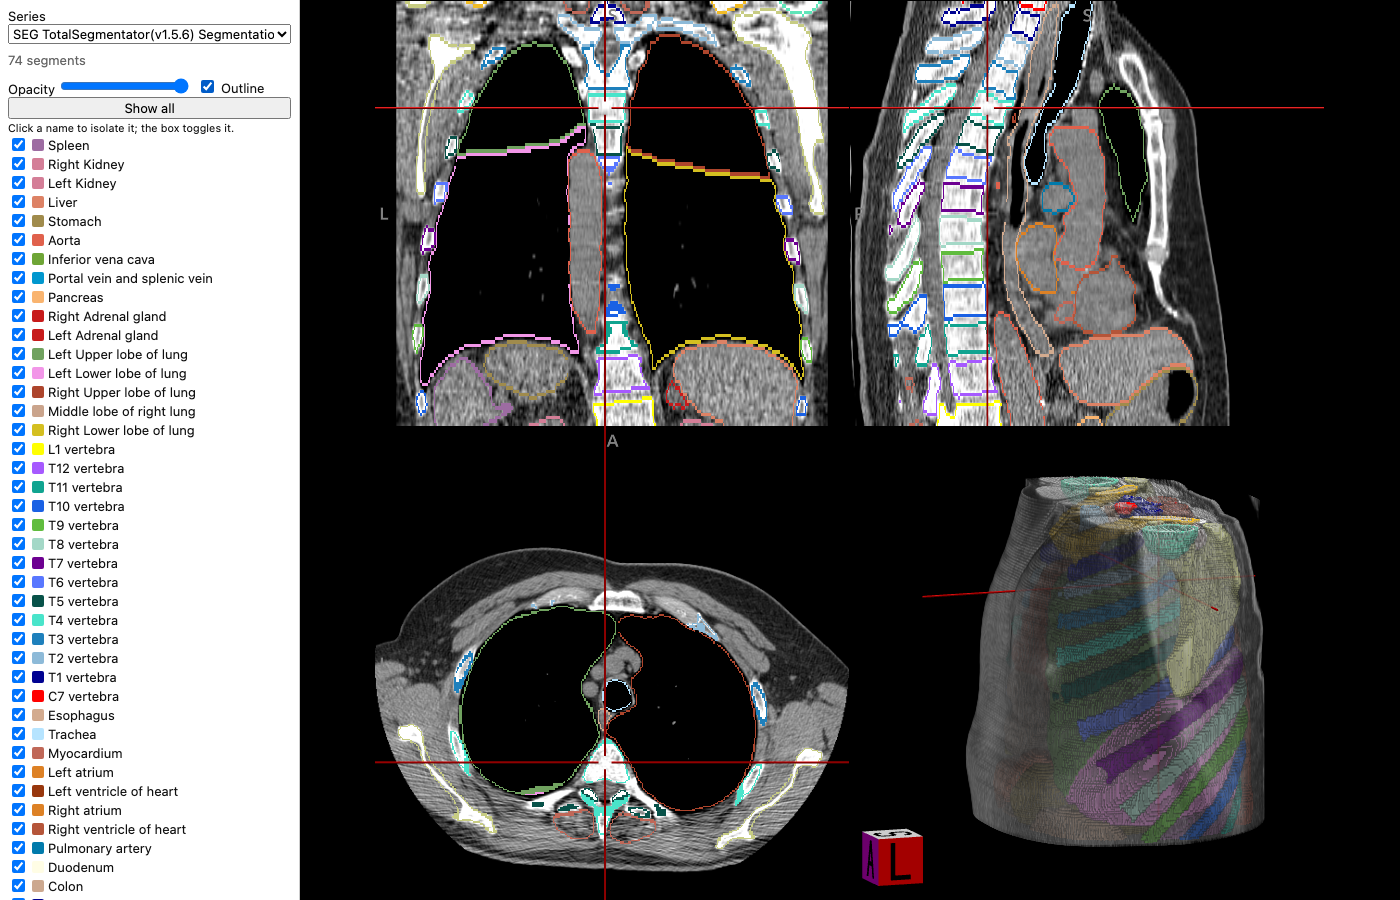 Series
SEG TotalSegmentator(v1.5.6) Segmentatio
74 segments
Opacity
Outline
Show all
Click a name to isolate it; the box toggles it.
Spleen
Right Kidney
Left Kidney
Liver
Stomach
Aorta
Inferior vena cava
Portal vein and splenic vein
Pancreas
Right Adrenal gland
Left Adrenal gland
Left Upper lobe of lung
Left Lower lobe of lung
Right Upper lobe of lung
Middle lobe of right lung
Right Lower lobe of lung
L1 vertebra
T12 vertebra
T11 vertebra
T10 vertebra
T9 vertebra
T8 vertebra
T7 vertebra
T6 vertebra
T5 vertebra
T4 vertebra
T3 vertebra
T2 vertebra
T1 vertebra
C7 vertebra
Esophagus
Trachea
Myocardium
Left atrium
Left ventricle of heart
Right atrium
Right ventricle of heart
Pulmonary artery
Duodenum
Colon
S
S
L
P
A
A
L